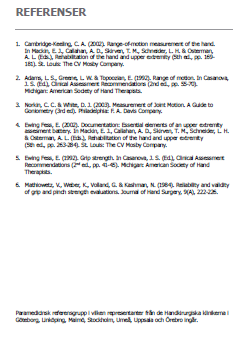 REFERENSER
1. Cambridge-Keeling, C. A. (2002). Range-of-motion measurement of the hand.
In Mackin, E. J., Callahan, A. D., Skirven, T. M., Schneider, L. H. & Osterman,
A. L. (Eds.), Rehabilitation of the hand and upper extremity (5th ed., pp. 169-
181). St. Louis: The CV Mosby Company.
2. Adams, L. S., Greene, L. W. & Topoozian, E. (1992). Range of motion. In Casanova,
J. S. (Ed.), Clinical Assessment Recommendations (2nd ed., pp. 55-70).
Michigan: American Society of Hand Therapists.
3. Norkin, C. C. & White, D. J. (2003). Measurement of Joint Motion. A Guide to
Goniometry (3rd ed). Philadelphia: F. A. Davis Company.
4. Ewing Fess, E. (2002). Documentation: Essential elements of an upper extremity
assesment battery. In Mackin, E. J., Callahan, A. D., Skirven, T. M., Schneider, L. H.
& Osterman, A. L. (Eds.), Rehabilitation of the hand and upper extremity
(5th ed., pp. 263-284). St. Louis: The CV Mosby Company.
5. Ewing Fess, E. (1992). Grip strength. In Casanova, J. S. (Ed.), Clinical Assessment
Recommendations (2nd ed., pp. 41-45). Michigan: American Society of Hand
Therapists.
6. Mathiowetz, V., Weber, K., Volland, G. & Kashman, N. (1984). Reliability and validity
of grip and pinch strength evaluations. Journal of Hand Surgery, 9(A), 222-226.
Paramedicinsk referensgrupp i vilken representanter från de Handkirurgiska klinikerna i
Göteborg, Linköping, Malmö, Stockholm, Umeå, Uppsala och Örebro ingår.